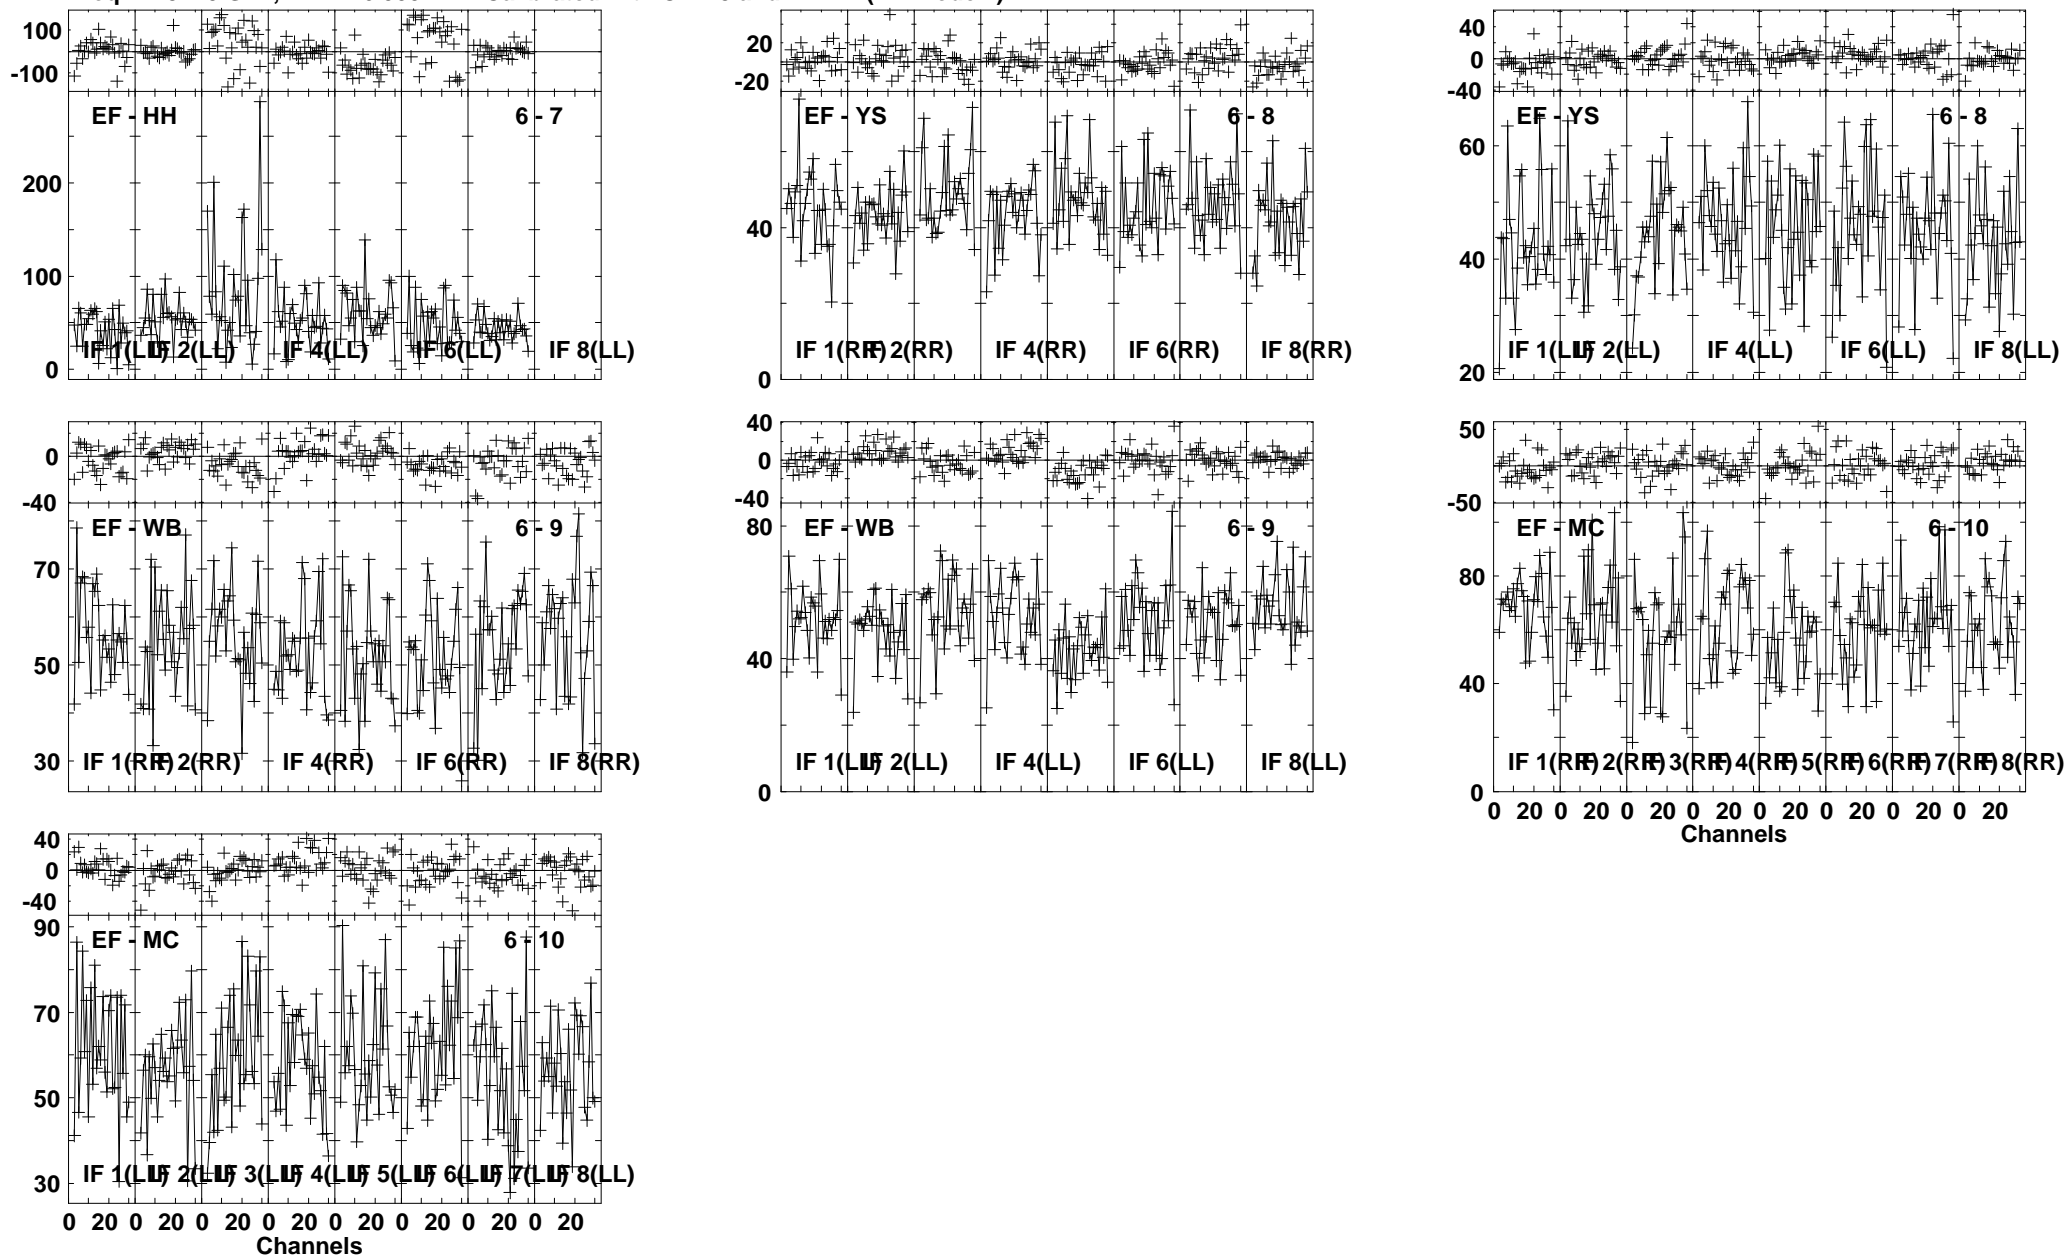 100
-100
EF - HH 6 - 7
200
100
0
IF 1(LL) IF 2(LL) IF 4(LL) IF 6(LL) IF 8(LL)
20
-20
EF - YS 6 - 8
40
0
IF 1(RR) IF 2(RR) IF 4(RR) IF 6(RR) IF 8(RR)
40
0
-40
EF - YS 6 - 8
60
40
20
IF 1(LL) IF 2(LL) IF 4(LL) IF 6(LL) IF 8(LL)
0
-40
EF - WB 6 - 9
70
50
30
IF 1(RR) IF 2(RR) IF 4(RR) IF 6(RR) IF 8(RR)
40
0
-40
EF - WB 6 - 9
80
40
0
IF 1(LL) IF 2(LL) IF 4(LL) IF 6(LL) IF 8(LL)
50
-50
EF - MC 6 - 10
80
40
0
IF 1(RR) IF 2(RR) IF 3(RR) IF 4(RR) IF 5(RR) IF 6(RR) IF 7(RR) IF 8(RR)
0 20 0 20 0 20 0 20 0 20 0 20 0 20 0 20
Channels
40
0
-40
EF - MC 6 - 10
90
70
50
30
IF 1(LL) IF 2(LL) IF 3(LL) IF 4(LL) IF 5(LL) IF 6(LL) IF 7(LL) IF 8(LL)
0 20 0 20 0 20 0 20 0 20 0 20 0 20 0 20
Channels